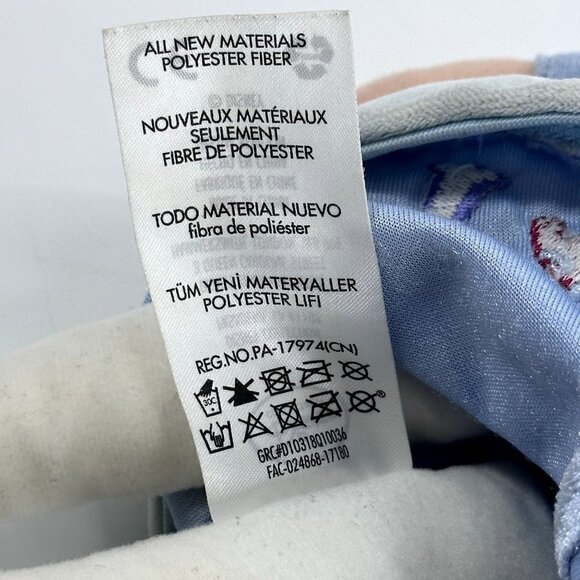 ALL NEW MATERIALS
POLYESTER FIBER
NOUVEAUX MATÉRIAUX
SEULEMENT
FIBRE DE POLYESTER
TODO MATERIAL NUEVO
fibra de poliéster
TÜM YENİ MATERYALLER
POLYESTER LIFI
REG.NO.PA-17974(CN)
30C
GRC#D10318Q10036
FAC-024868-17180